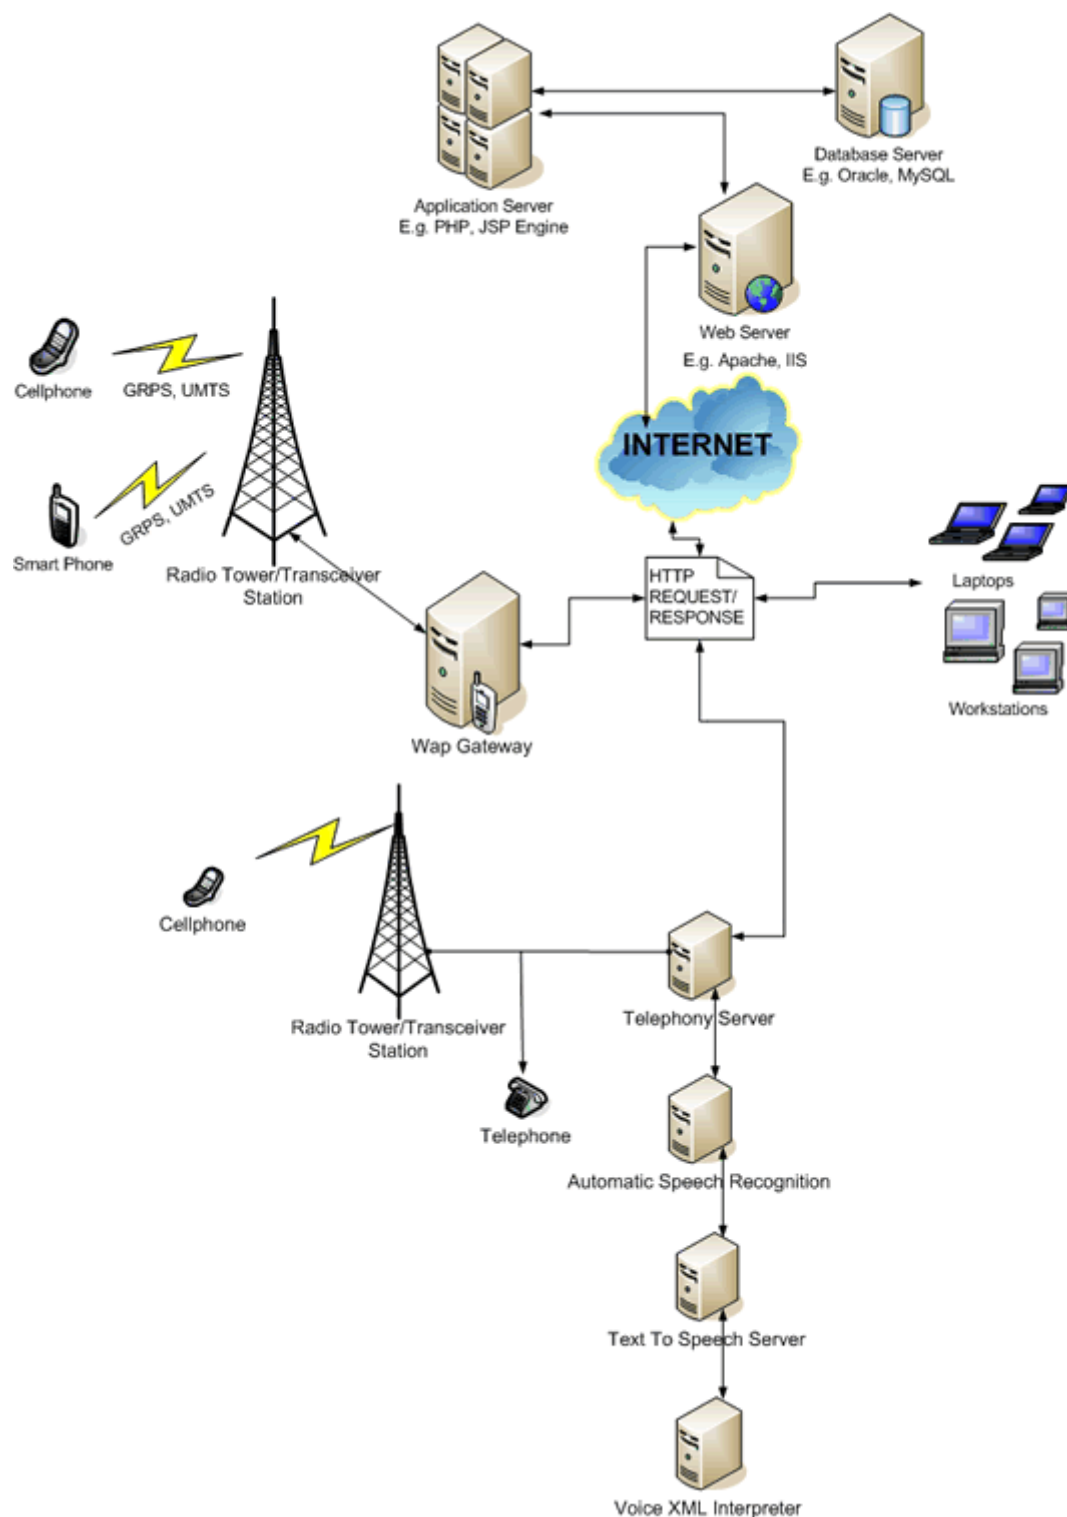 Database Server
E.g. Oracle, MySQL
Application Server
E.g. PHP, JSP Engine
Web Server
E.g. Apache, IIS
Cellphone
GRPS, UMTS
INTERNET
GRPS, UMTS
Smart Phone
Radio Tower/Transceiver
Station
HTTP
REQUEST/
RESPONSE
Laptops
Workstations
Wap Gateway
Cellphone
Radio Tower/Transceiver
Station
Telephony Server
Telephone
Automatic Speech Recognition
Text To Speech Server
Voice XML Interpreter